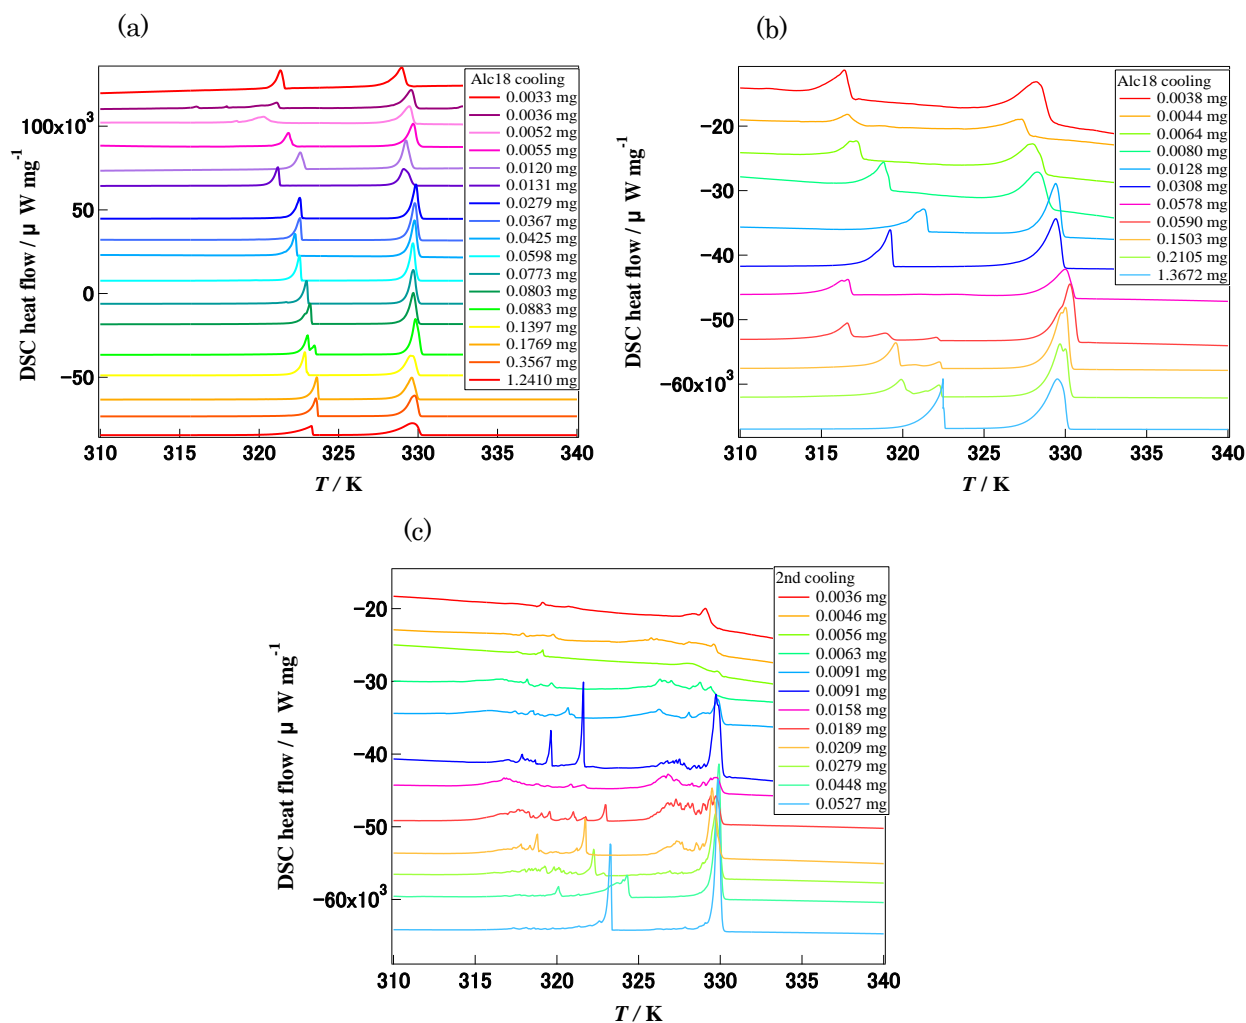 (a)
Alc18 cooling
0.0033 mg
0.0036 mg
0.0052 mg
0.0055 mg
0.0120 mg
0.0131 mg
0.0279 mg
0.0367 mg
0.0425 mg
0.0598 mg
0.0773 mg
0.0803 mg
0.0883 mg
0.1397 mg
0.1769 mg
0.3567 mg
1.2410 mg
100x10³
50
0
−50
DSC heat flow / μ W mg⁻¹
310 315 320 325 330 335 340
T / K
(b)
Alc18 cooling
0.0038 mg
0.0044 mg
0.0064 mg
0.0080 mg
0.0128 mg
0.0308 mg
0.0578 mg
0.0590 mg
0.1503 mg
0.2105 mg
1.3672 mg
−20
−30
−40
−50
−60x10³
DSC heat flow / μ W mg⁻¹
310 315 320 325 330 335 340
T / K
(c)
2nd cooling
0.0036 mg
0.0046 mg
0.0056 mg
0.0063 mg
0.0091 mg
0.0091 mg
0.0158 mg
0.0189 mg
0.0209 mg
0.0279 mg
0.0448 mg
0.0527 mg
−20
−30
−40
−50
−60x10³
DSC heat flow / μ W mg⁻¹
310 315 320 325 330 335 340
T / K